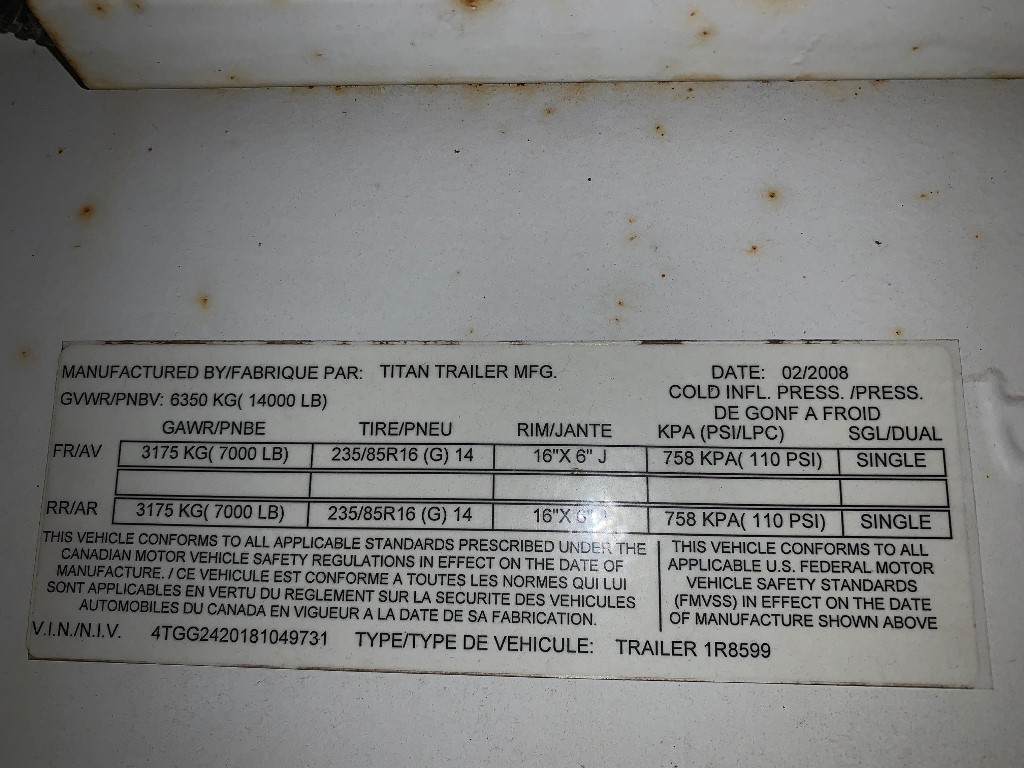 MANUFACTURED BY/FABRIQUE PAR: TITAN TRAILER MFG. DATE: 02/2008
GVWR/PNBV: 6350 KG( 14000 LB) COLD INFL. PRESS. /PRESS.
DE GONF A FROID
GAWR/PNBE TIRE/PNEU RIM/JANTE KPA (PSI/LPC) SGL/DUAL
FR/AV 3175 KG( 7000 LB) 235/85R16 (G) 14 16"X 6" J 758 KPA( 110 PSI) SINGLE
RR/AR 3175 KG( 7000 LB) 235/85R16 (G) 14 16"X 6" J 758 KPA( 110 PSI) SINGLE
THIS VEHICLE CONFORMS TO ALL APPLICABLE STANDARDS PRESCRIBED UNDER THE
CANADIAN MOTOR VEHICLE SAFETY REGULATIONS IN EFFECT ON THE DATE OF
MANUFACTURE. / CE VEHICULE EST CONFORME A TOUTES LES NORMES QUI LUI
SONT APPLICABLES EN VERTU DU REGLEMENT SUR LA SECURITE DES VEHICULES
AUTOMOBILES DU CANADA EN VIGUEUR A LA DATE DE SA FABRICATION.
THIS VEHICLE CONFORMS TO ALL
APPLICABLE U.S. FEDERAL MOTOR
VEHICLE SAFETY STANDARDS
(FMVSS) IN EFFECT ON THE DATE
OF MANUFACTURE SHOWN ABOVE
V.I.N./N.I.V. 4TGG2420181049731 TYPE/TYPE DE VEHICULE: TRAILER 1R8599